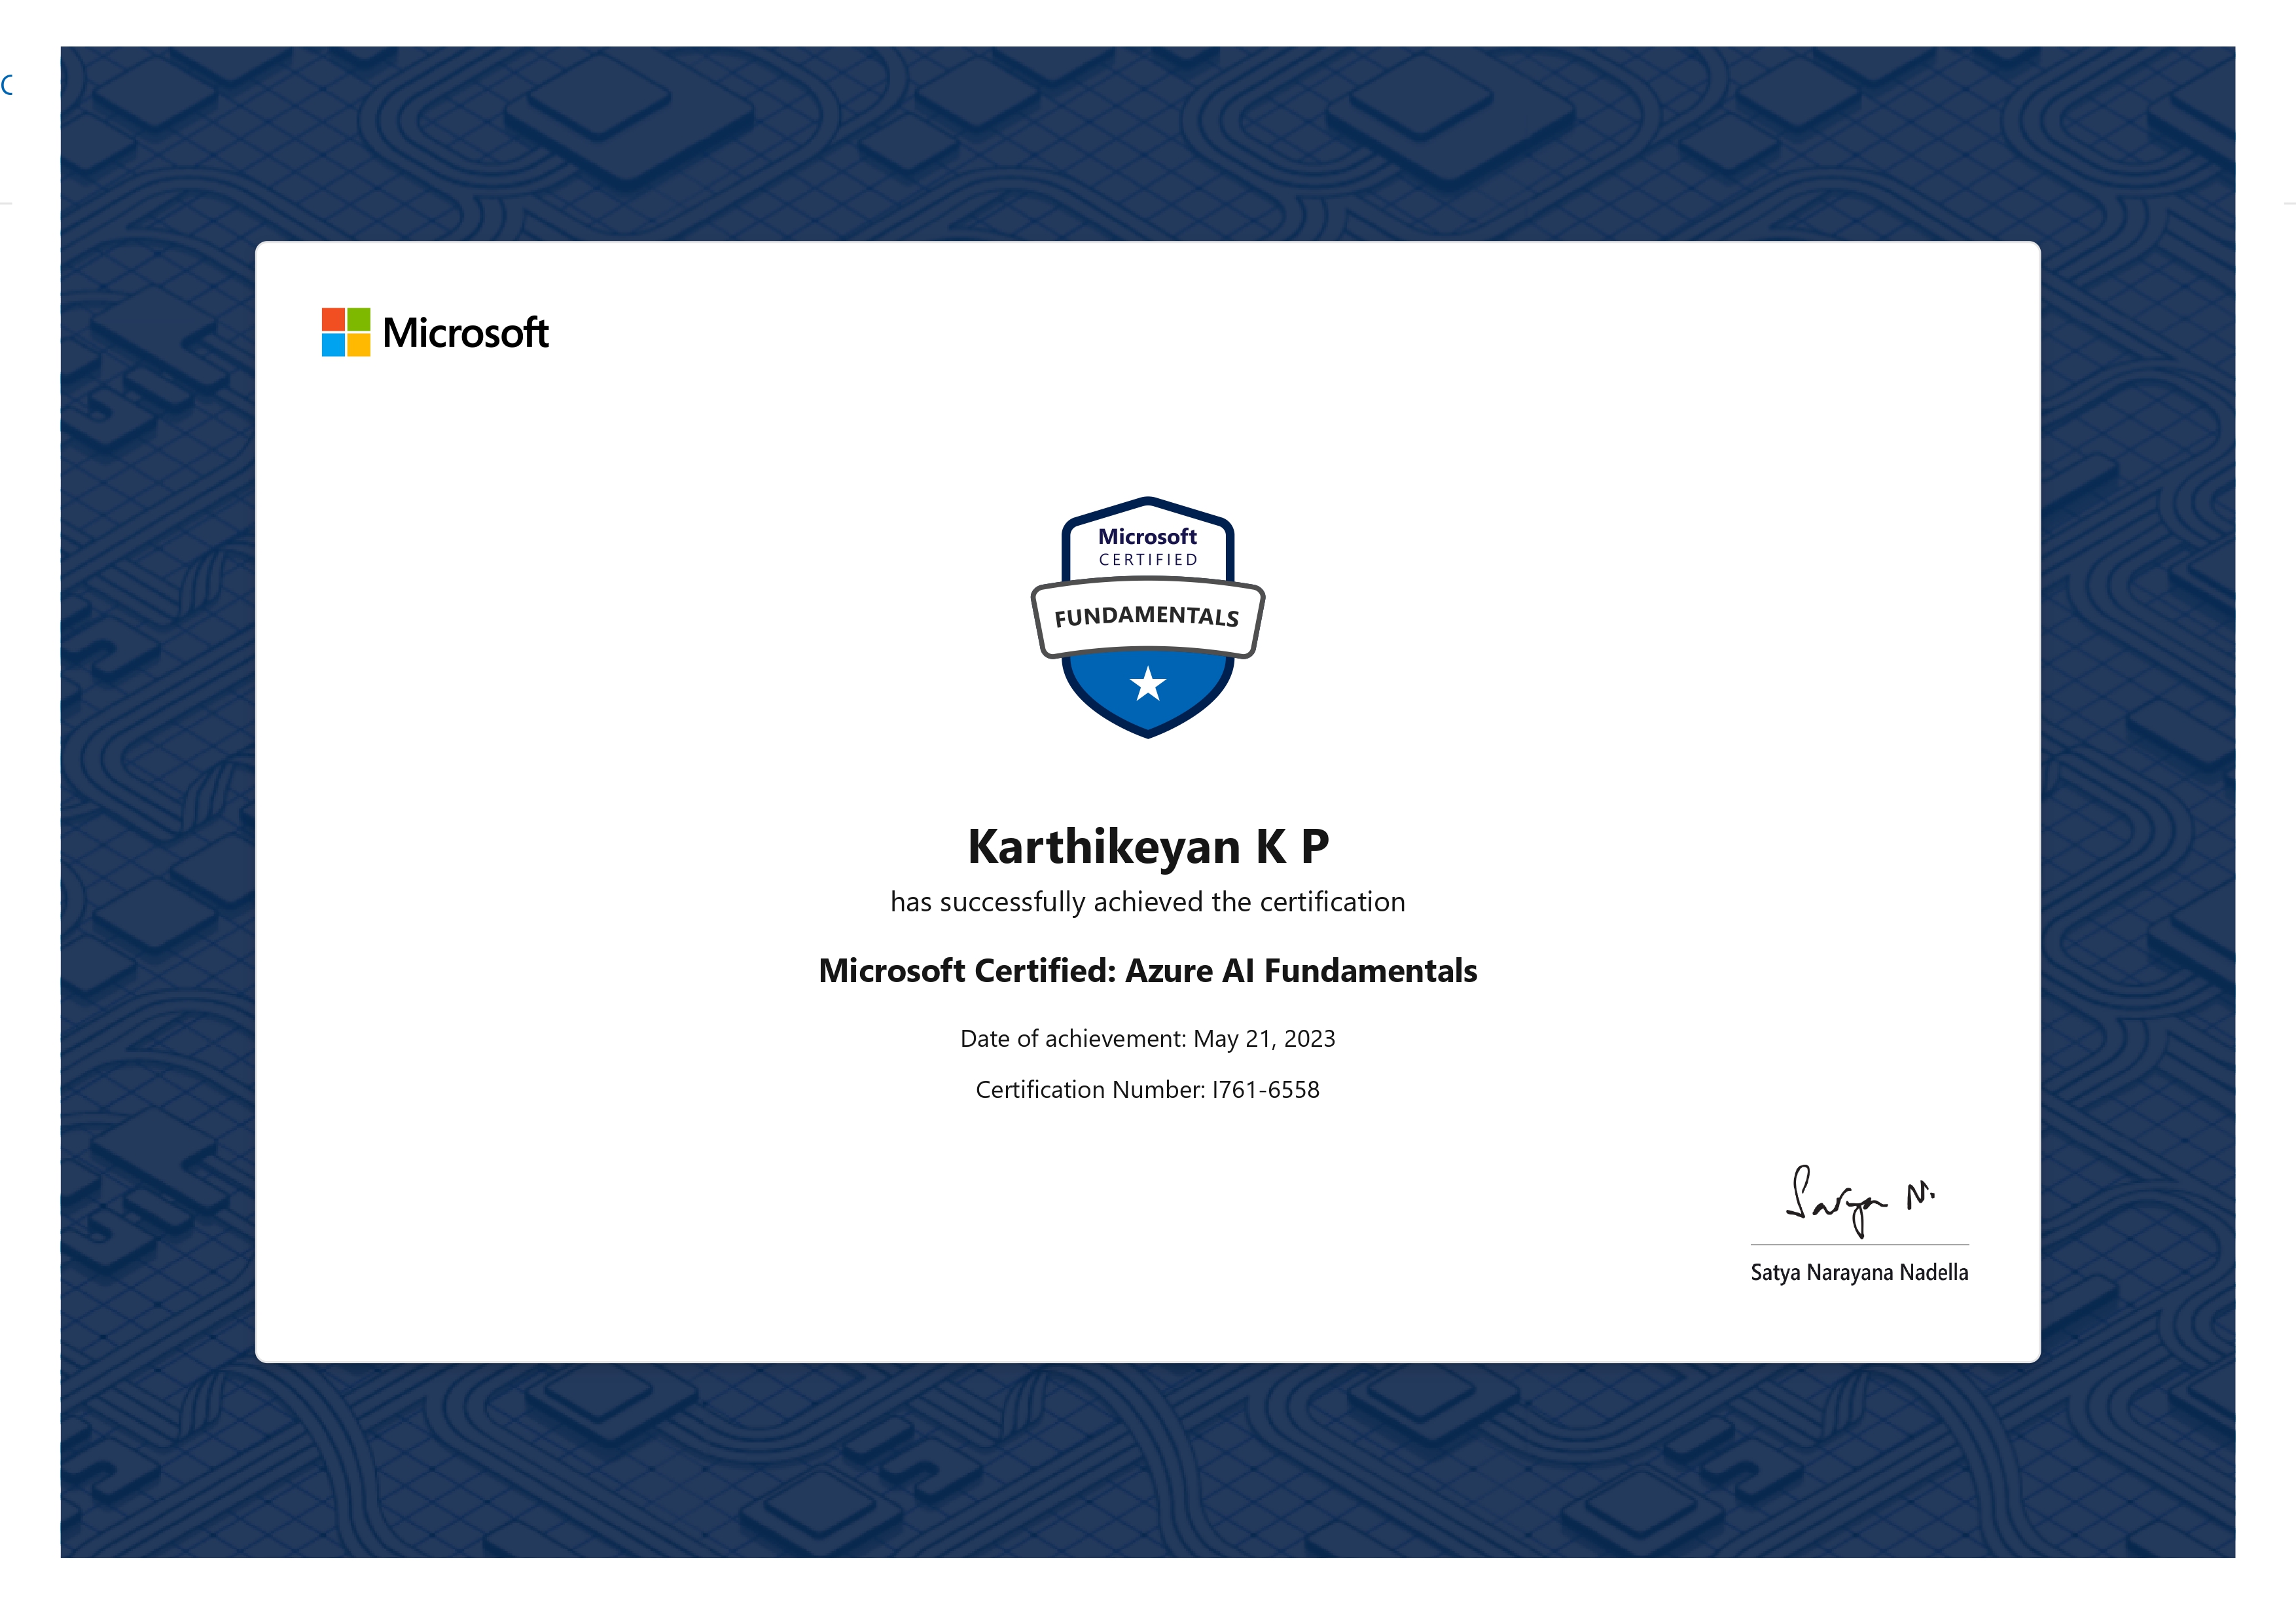 Microsoft
Microsoft
CERTIFIED
FUNDAMENTALS
Karthikeyan K P
has successfully achieved the certification
Microsoft Certified: Azure AI Fundamentals
Date of achievement: May 21, 2023
Certification Number: I761-6558
Satya N.
Satya Narayana Nadella